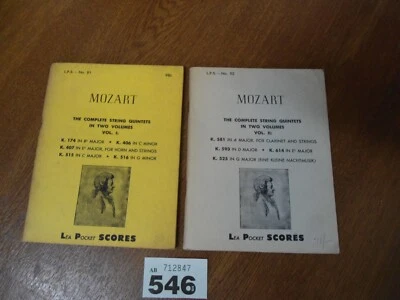 L.P.S. - No. 91
MOZART
THE COMPLETE STRING QUINTETS
IN TWO VOLUMES
VOL. I:
K. 174 IN B♭ MAJOR • K. 406 IN C MINOR
K. 407 IN E♭ MAJOR, FOR HORN AND STRINGS
K. 515 IN C MAJOR • K. 516 IN G MINOR
LEA POCKET SCORES
L.P.S. - No. 92
MOZART
THE COMPLETE STRING QUINTETS
IN TWO VOLUMES
VOL. II:
K. 581 IN A MAJOR, FOR CLARINET AND STRINGS
K. 593 IN D MAJOR • K. 614 IN E♭ MAJOR
K. 525 IN G MAJOR (EINE KLEINE NACHTMUSIK)
LEA POCKET SCORES
AB 712847
546